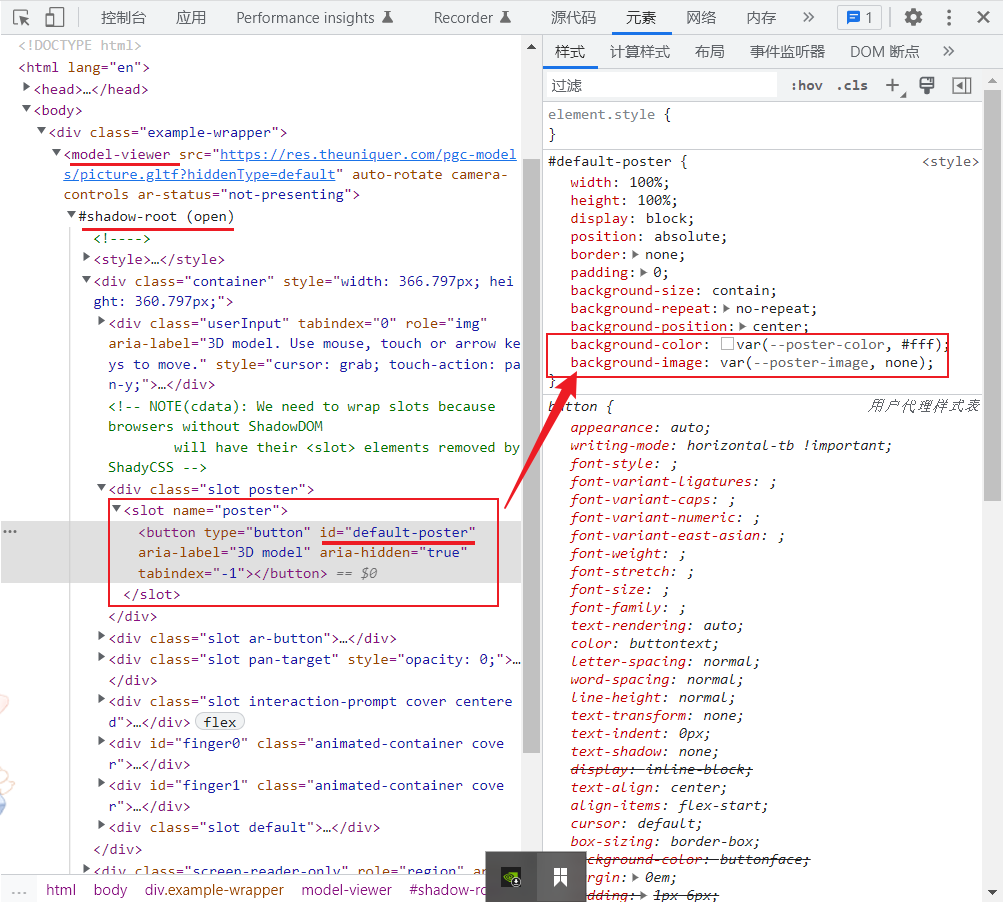 控制台 应用 Performance insights Recorder 源代码 元素 网络 内存 » 1
<!DOCTYPE html>
<html lang="en">
<head>…</head>
<body>
<div class="example-wrapper">
<model-viewer src="https://res.theuniquer.com/pgc-model
s/picture.gltf?hiddenType=default" auto-rotate camera-
controls ar-status="not-presenting">
#shadow-root (open)
<!---->
<style>…</style>
<div class="container" style="width: 366.797px; hei
ght: 360.797px;">
<div class="userInput" tabindex="0" role="img"
aria-label="3D model. Use mouse, touch or arrow ke
ys to move." style="cursor: grab; touch-action: pa
n-y;">…</div>
<!-- NOTE(cdata): We need to wrap slots because
browsers without ShadowDOM
will have their <slot> elements removed by
ShadyCSS -->
<div class="slot poster">
<slot name="poster">
<button type="button" id="default-poster"
aria-label="3D model" aria-hidden="true"
tabindex="-1"></button> == $0
</slot>
</div>
<div class="slot ar-button">…</div>
<div class="slot pan-target" style="opacity: 0;">…
</div>
<div class="slot interaction-prompt cover centere
d">…</div> flex
<div id="finger0" class="animated-container cove
r">…</div>
<div id="finger1" class="animated-container cove
r">…</div>
<div class="slot default">…</div>
</div>
<div class="screen-reader-only" role="region" ar
… html body div.example-wrapper model-viewer #shadow-ro
样式 计算样式 布局 事件监听器 DOM 断点 »
过滤 :hov .cls +
element.style {
}
#default-poster { <style>
width: 100%;
height: 100%;
display: block;
position: absolute;
border: none;
padding: 0;
background-size: contain;
background-repeat: no-repeat;
background-position: center;
background-color: var(--poster-color, #fff);
background-image: var(--poster-image, none);
}
button { 用户代理样式表
appearance: auto;
writing-mode: horizontal-tb !important;
font-style: ;
font-variant-ligatures: ;
font-variant-caps: ;
font-variant-numeric: ;
font-variant-east-asian: ;
font-weight: ;
font-stretch: ;
font-size: ;
font-family: ;
text-rendering: auto;
color: buttontext;
letter-spacing: normal;
word-spacing: normal;
line-height: normal;
text-transform: none;
text-indent: 0px;
text-shadow: none;
display: inline-block;
text-align: center;
align-items: flex-start;
cursor: default;
box-sizing: border-box;
background-color: buttonface;
margin: 0em;
padding: 1px 6px;